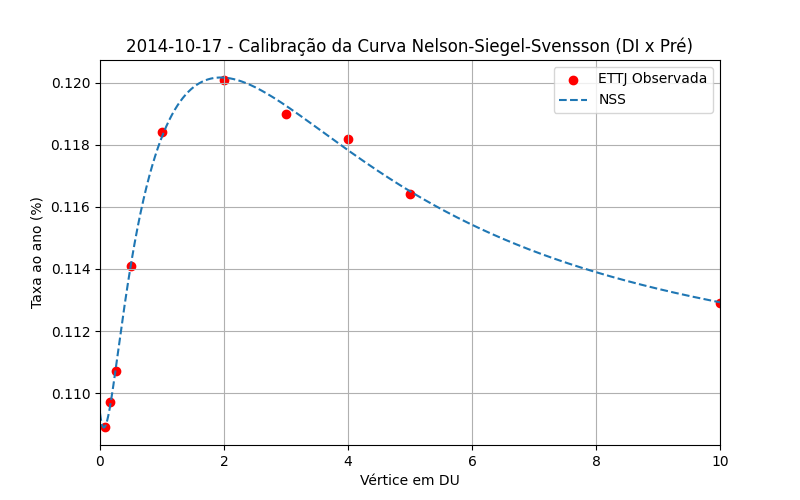 2014-10-17 - Calibração da Curva Nelson-Siegel-Svensson (DI x Pré)
ETTJ Observada
NSS
Taxa ao ano (%)
0.120
0.118
0.116
0.114
0.112
0.110
0 2 4 6 8 10
Vértice em DU